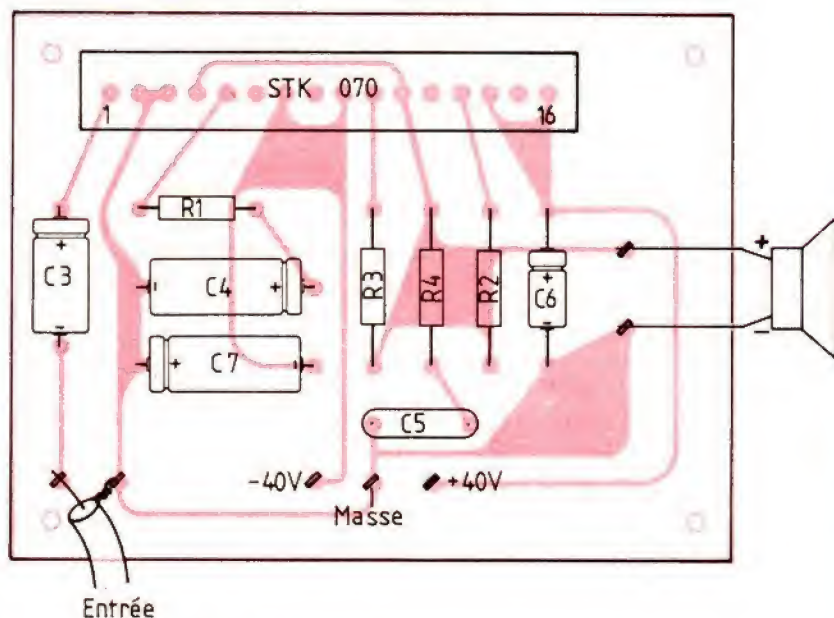 STK 070
1 16
R1
C3
C4
R3
R4
R2
C6
C7
C5
-40V
+40V
Masse
Entrée
+
-